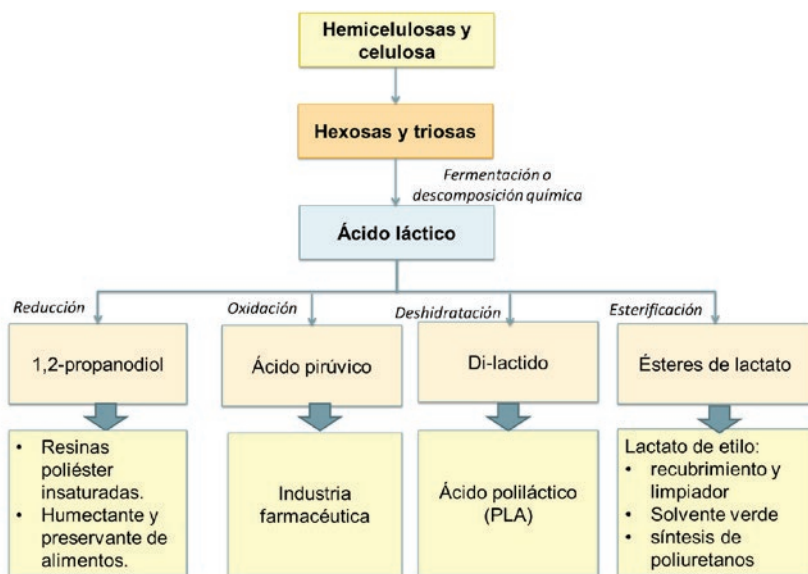 Hemicelulosas y
celulosa
Hexosas y triosas
Fermentación o
descomposición química
Ácido láctico
Reducción
Oxidación
Deshidratación
Esterificación
1,2-propanodiol
Ácido pirúvico
Di-lactido
Ésteres de lactato
• Resinas
poliéster
insaturadas.
• Humectante y
preservante de
alimentos.
Industria
farmacéutica
Ácido poliláctico
(PLA)
Lactato de etilo:
• recubrimiento y
limpiador
• Solvente verde
• síntesis de
poliuretanos